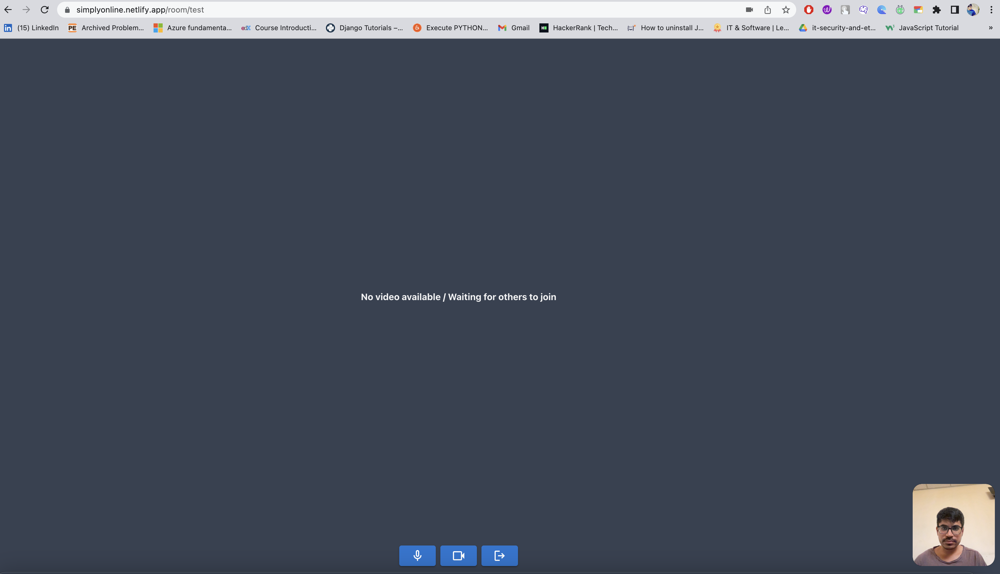 simplyonline.netlify.app/room/test
(15) LinkedIn PE Archived Problem... Azure fundamenta... edX Course Introducti... Django Tutorials –... Execute PYTHON... Gmail H HackerRank | Tech... How to uninstall J... IT & Software | Le... it-security-and-et... JavaScript Tutorial »
No video available / Waiting for others to join